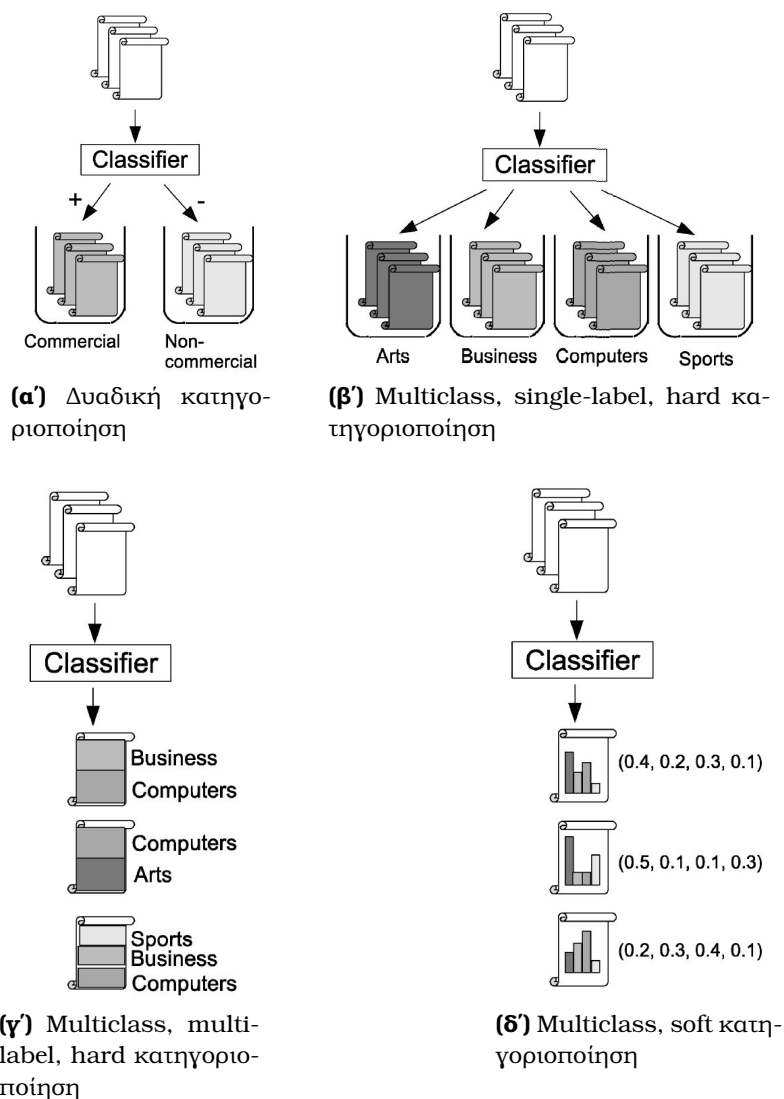 Classifier
+ -
Commercial
Non-
commercial
(α΄) Δυαδική κατηγο-
ριοποίηση
Classifier
Arts Business Computers Sports
(β΄) Multiclass, single-label, hard κα-
τηγοριοποίηση
Classifier
Business
Computers
Computers
Arts
Sports
Business
Computers
(γ΄) Multiclass, multi-
label, hard κατηγοριο-
ποίηση
Classifier
(0.4, 0.2, 0.3, 0.1)
(0.5, 0.1, 0.1, 0.3)
(0.2, 0.3, 0.4, 0.1)
(δ΄) Multiclass, soft κατη-
γοριοποίηση